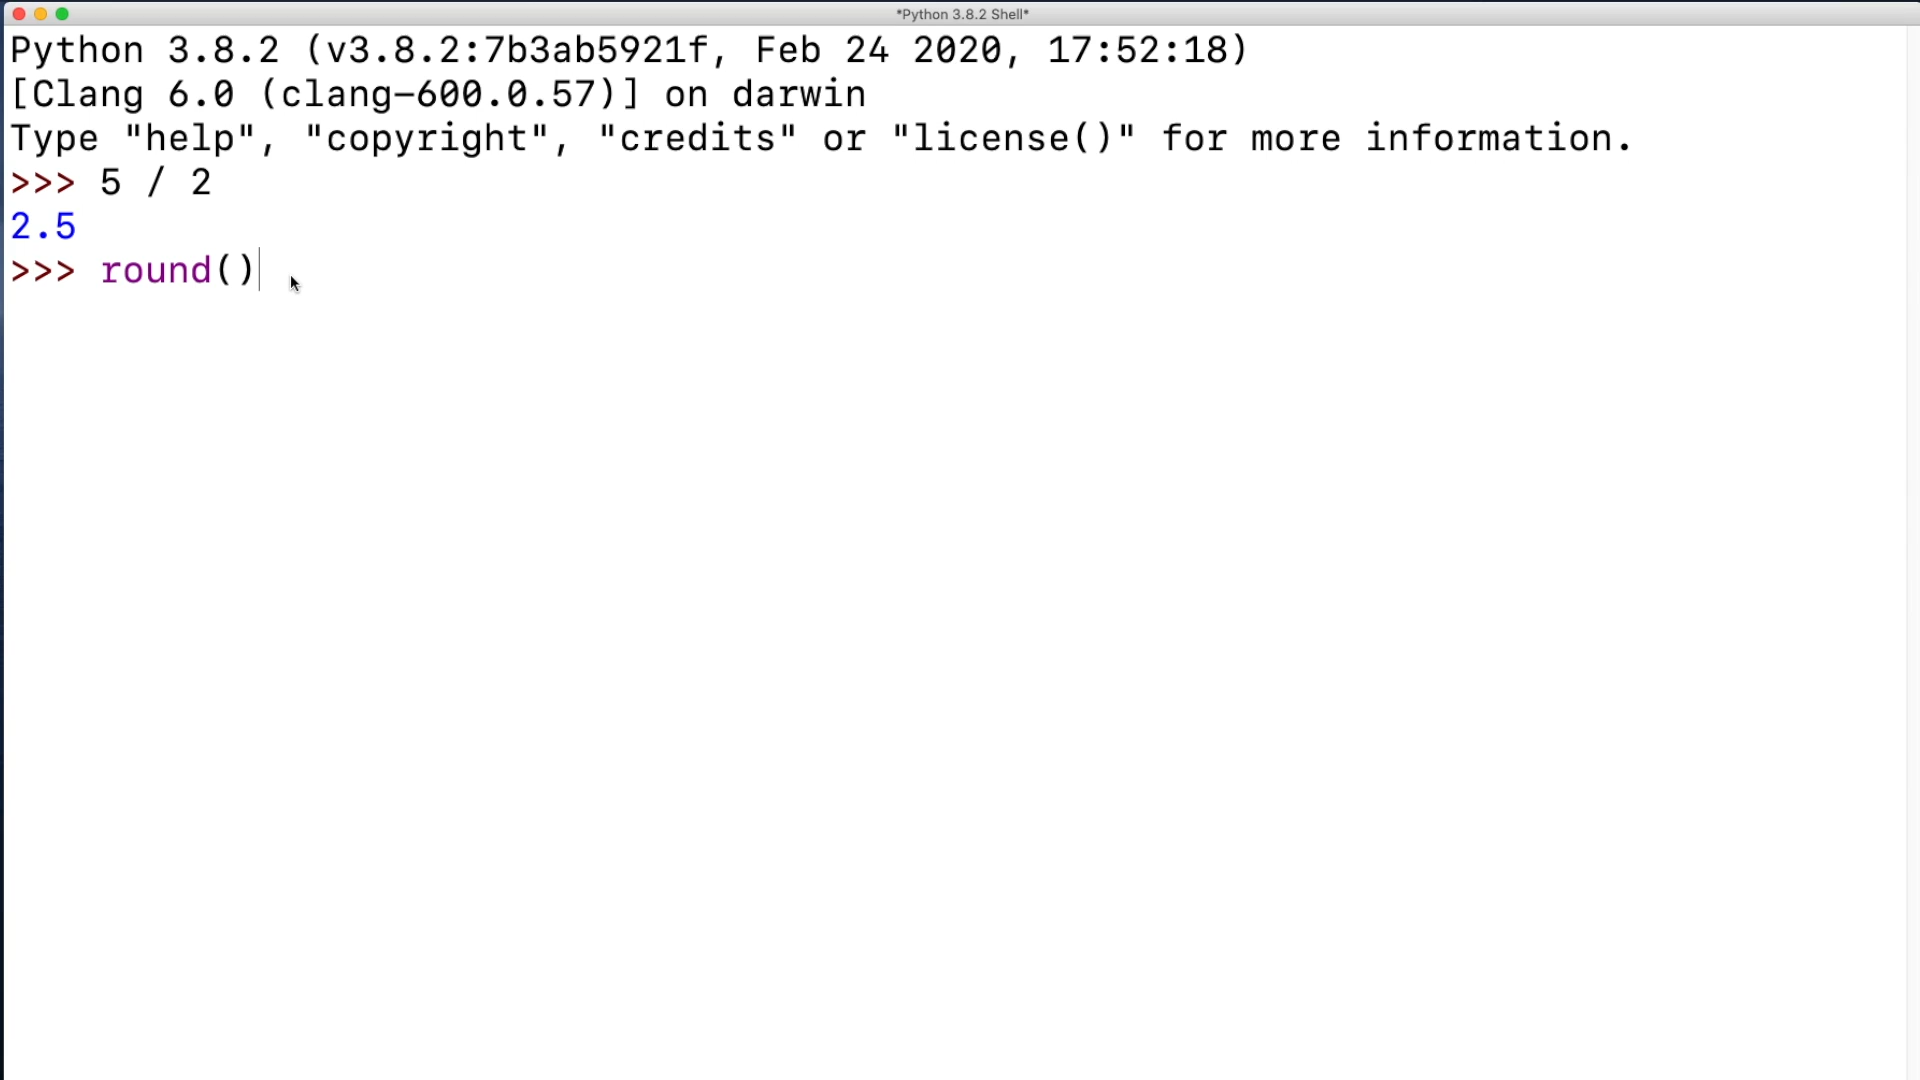 *Python 3.8.2 Shell*
Python 3.8.2 (v3.8.2:7b3ab5921f, Feb 24 2020, 17:52:18)
[Clang 6.0 (clang-600.0.57)] on darwin
Type "help", "copyright", "credits" or "license()" for more information.
>>> 5 / 2
2.5
>>> round()